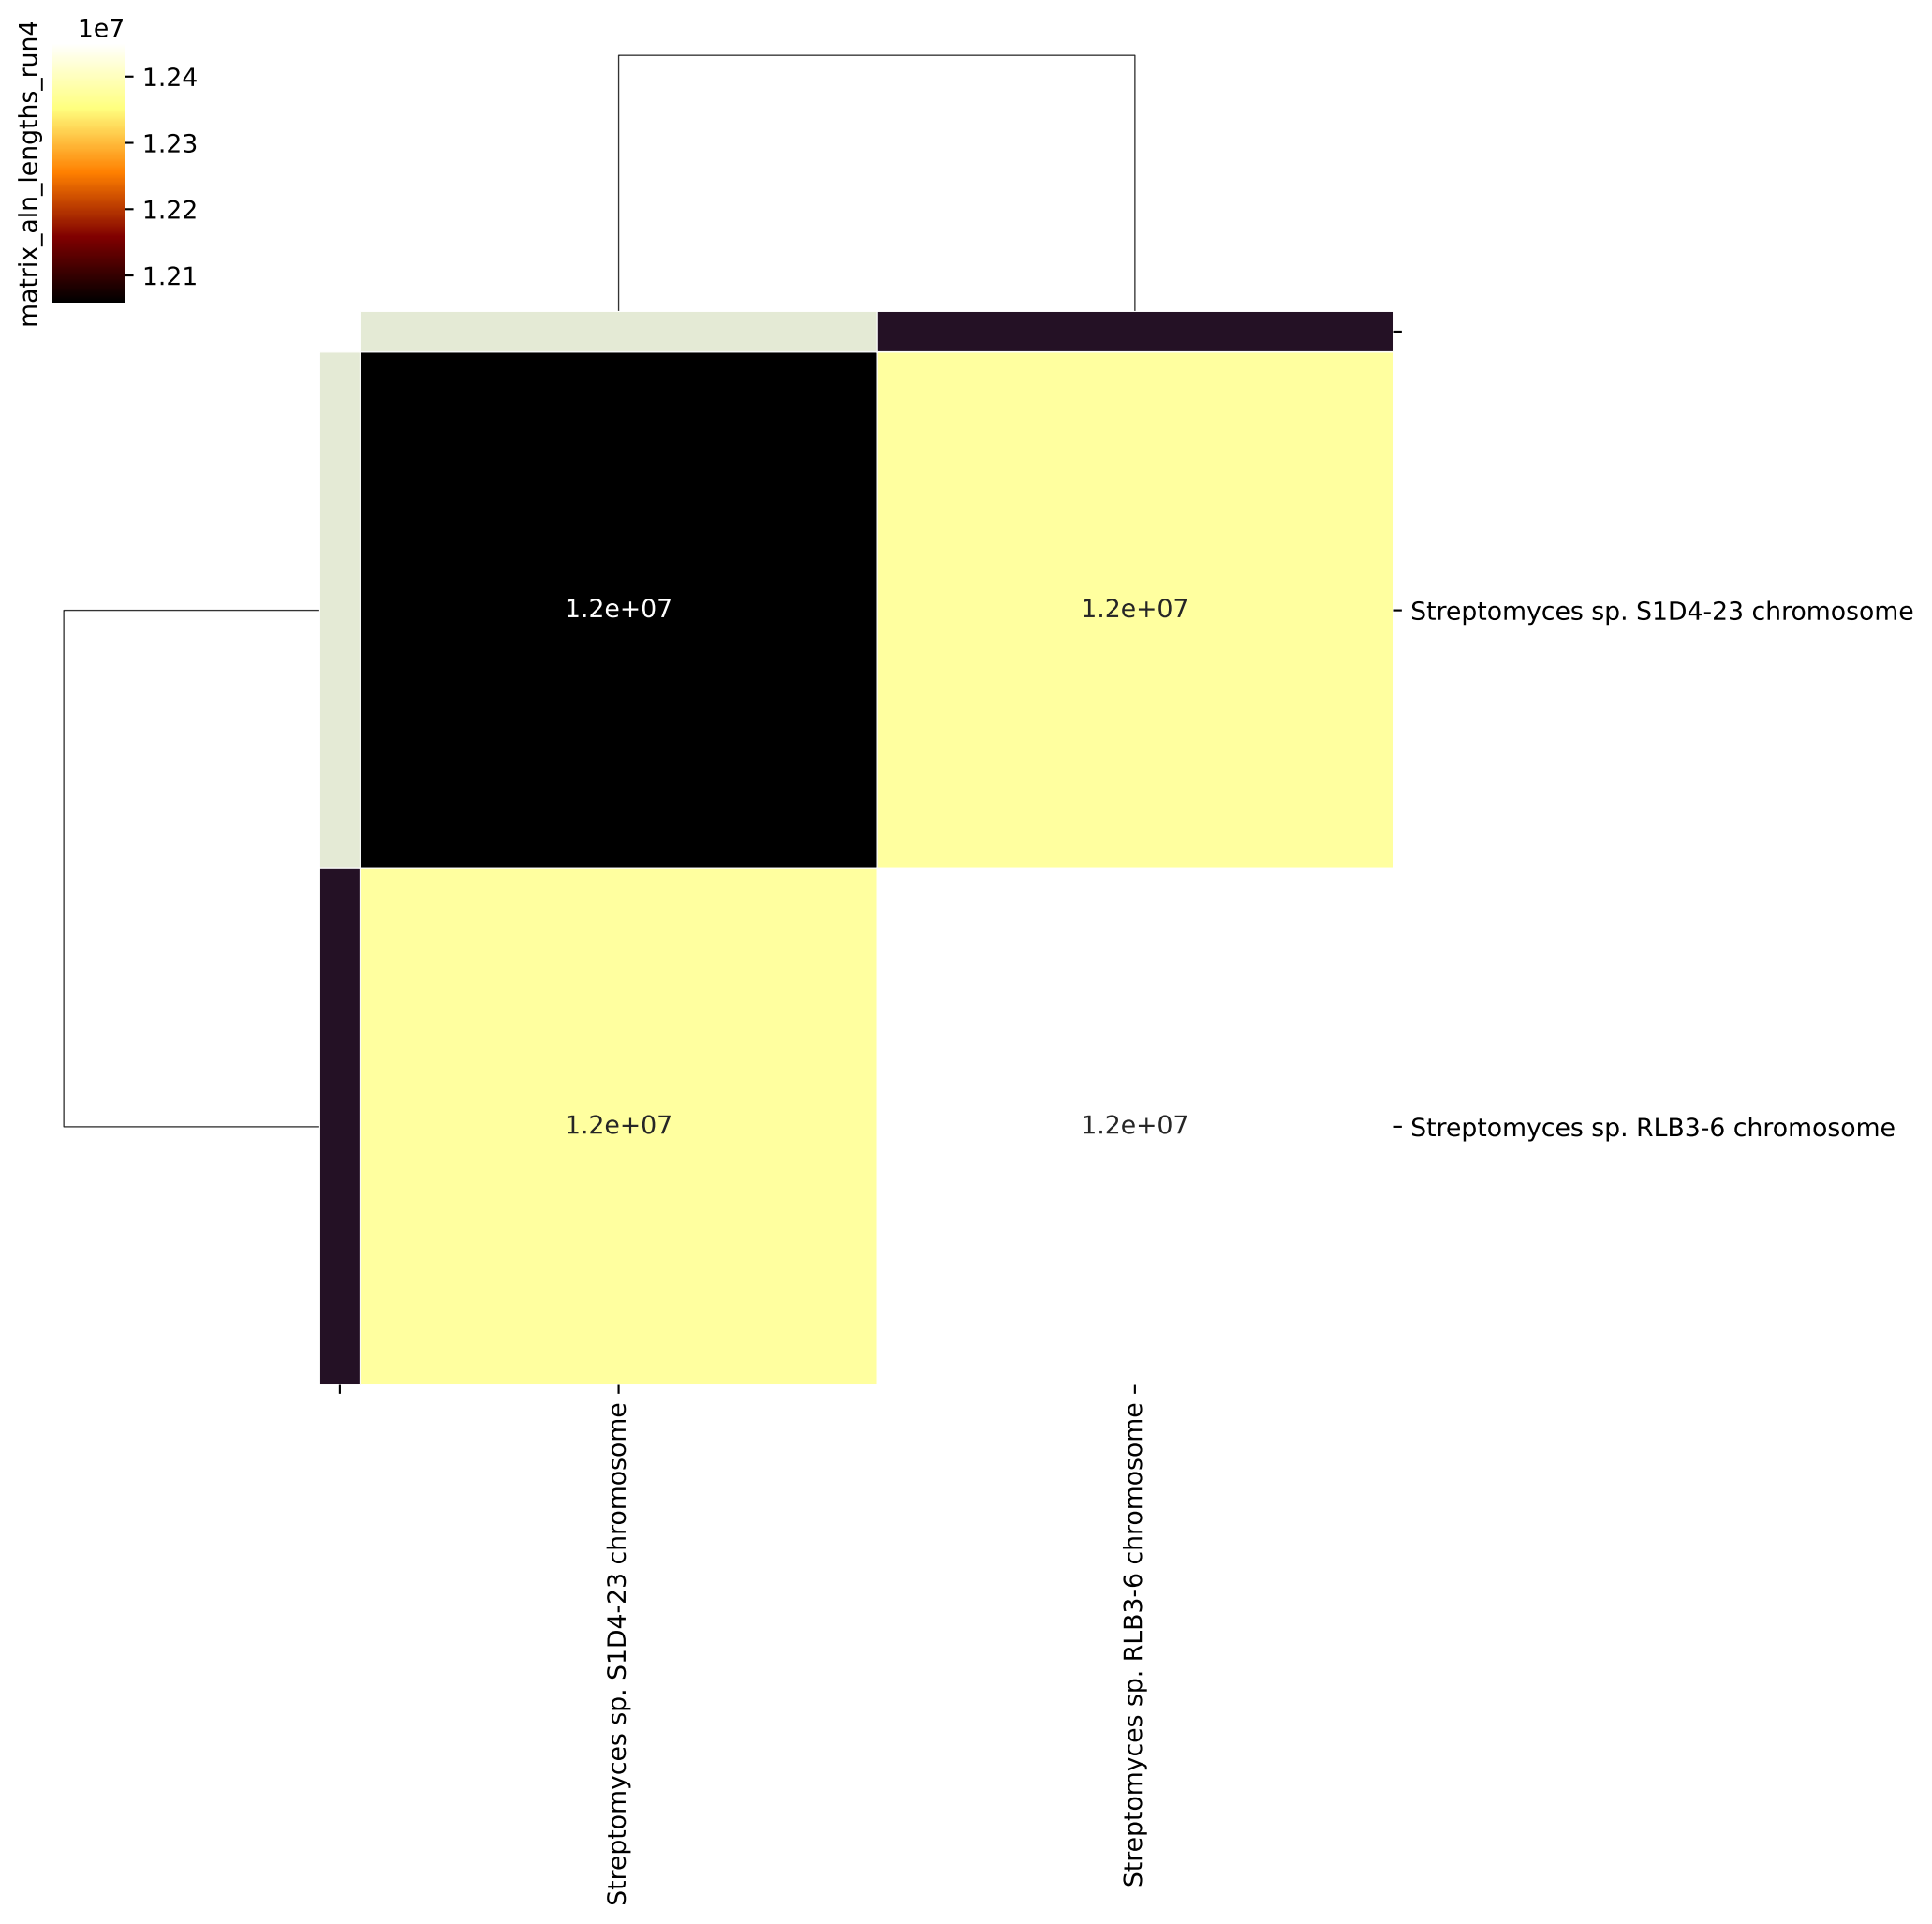 1e7
matrix_aln_lengths_run4
1.24
1.23
1.22
1.21
1.2e+07
1.2e+07
Streptomyces sp. S1D4-23 chromosome
1.2e+07
1.2e+07
Streptomyces sp. RLB3-6 chromosome
Streptomyces sp. S1D4-23 chromosome
Streptomyces sp. RLB3-6 chromosome